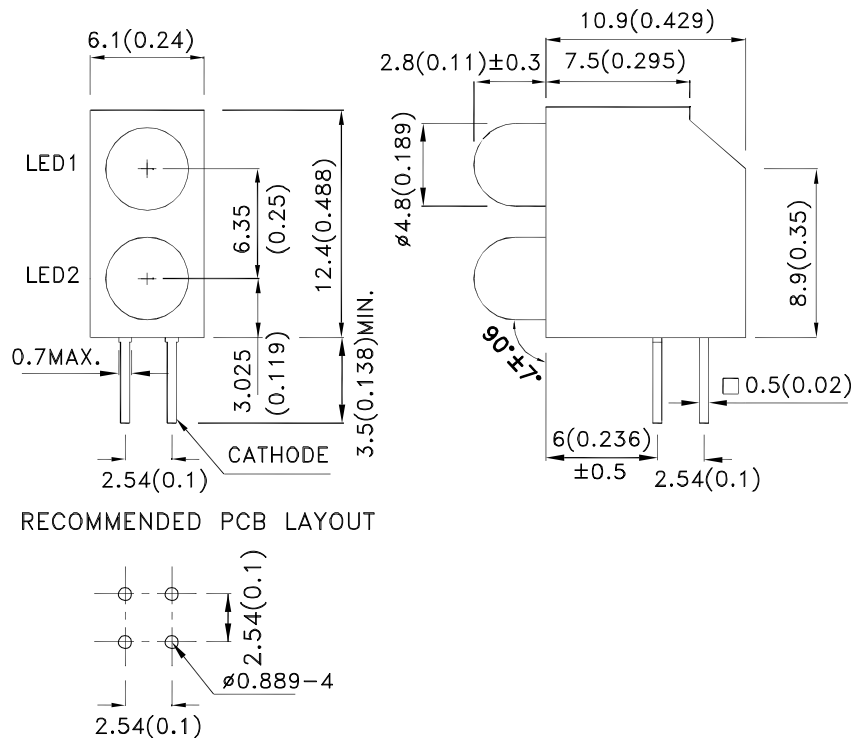 6.1(0.24)
LED1
LED2
6.35
(0.25)
12.4(0.488)
3.025
(0.119)
3.5(0.138)MIN.
0.7MAX.
CATHODE
2.54(0.1)
10.9(0.429)
2.8(0.11)±0.3
7.5(0.295)
ø4.8(0.189)
8.9(0.35)
90°±7°
□ 0.5(0.02)
6(0.236)
±0.5
2.54(0.1)
RECOMMENDED PCB LAYOUT
2.54(0.1)
ø0.889-4
2.54(0.1)